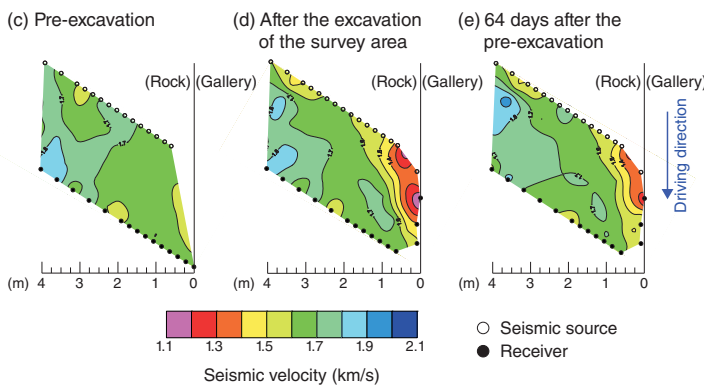 (c) Pre-excavation
(d) After the excavation
of the survey area
(e) 64 days after the
pre-excavation
(Rock) (Gallery)
(Rock) (Gallery)
(Rock) (Gallery)
Driving direction
(m) 4 3 2 1 0
4 3 2 1 0
4 3 2 1 0 (m)
1.1 1.3 1.5 1.7 1.9 2.1
Seismic velocity (km/s)
Seismic source
Receiver